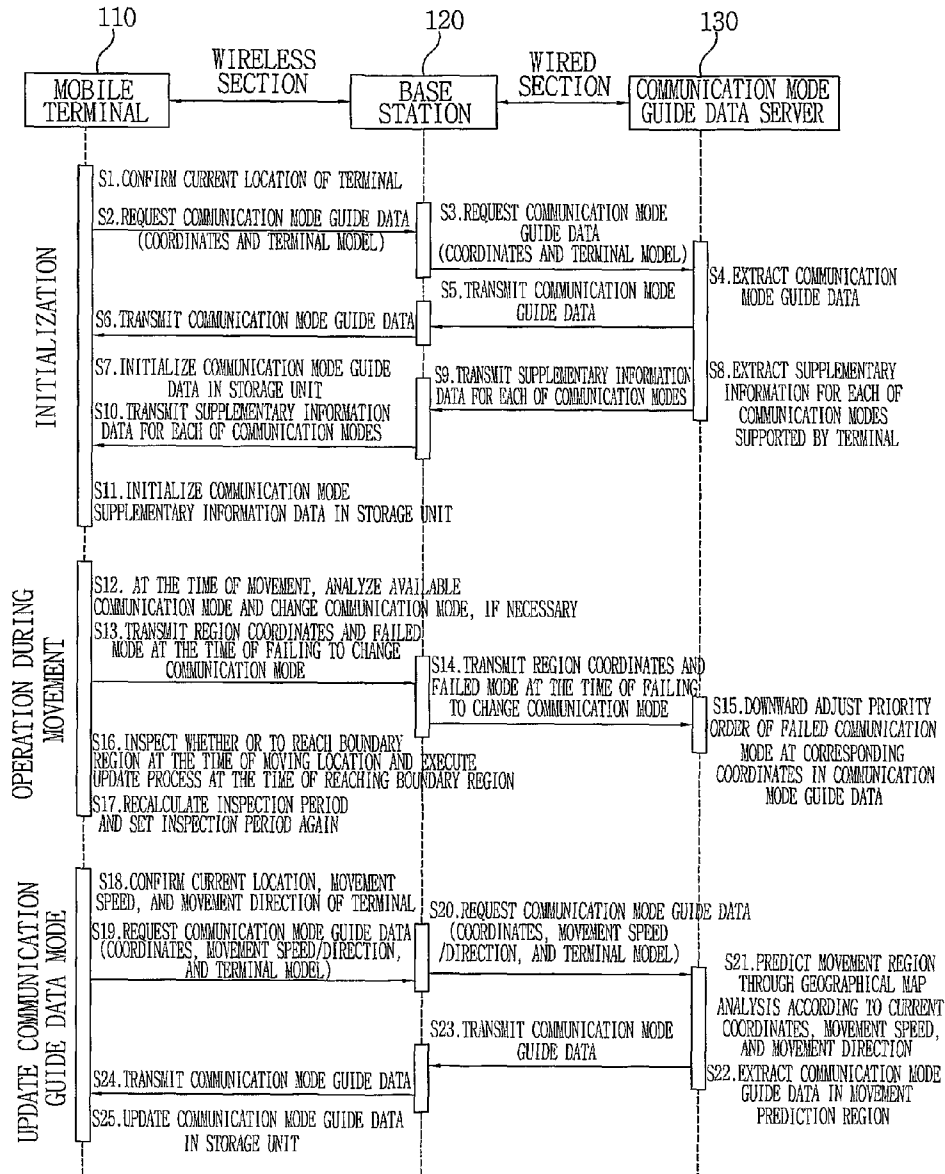 110
120
130
WIRELESS
SECTION
WIRED
SECTION
MOBILE
TERMINAL
BASE
STATION
COMMUNICATION MODE
GUIDE DATA SERVER
INITIALIZATION
S1.CONFIRM CURRENT LOCATION OF TERMINAL
S2.REQUEST COMMUNICATION MODE GUIDE DATA
(COORDINATES AND TERMINAL MODEL)
S3.REQUEST COMMUNICATION MODE
GUIDE DATA
(COORDINATES AND TERMINAL MODEL)
S4.EXTRACT COMMUNICATION
MODE GUIDE DATA
S5.TRANSMIT COMMUNICATION MODE
GUIDE DATA
S6.TRANSMIT COMMUNICATION MODE GUIDE DATA
S7.INITIALIZE COMMUNICATION MODE GUIDE
DATA IN STORAGE UNIT
S8.EXTRACT SUPPLEMENTARY
INFORMATION FOR EACH OF
COMMUNICATION MODES
SUPPORTED BY TERMINAL
S9.TRANSMIT SUPPLEMENTARY INFORMATION
DATA FOR EACH OF COMMUNICATION MODES
S10.TRANSMIT SUPPLEMENTARY INFORMATION
DATA FOR EACH OF COMMUNICATION MODES
S11.INITIALIZE COMMUNICATION MODE
SUPPLEMENTARY INFORMATION DATA IN STORAGE UNIT
OPERATION DURING
MOVEMENT
S12. AT THE TIME OF MOVEMENT, ANALYZE AVAILABLE
COMMUNICATION MODE AND CHANGE COMMUNICATION MODE, IF NECESSARY
S13.TRANSMIT REGION COORDINATES AND FAILED
MODE AT THE TIME OF FAILING TO CHANGE
COMMUNICATION MODE
S14.TRANSMIT REGION COORDINATES AND
FAILED MODE AT THE TIME OF FAILING
TO CHANGE COMMUNICATION MODE
S15.DOWNWARD ADJUST PRIORITY
ORDER OF FAILED COMMUNICATION
MODE AT CORRESPONDING
COORDINATES IN COMMUNICATION
MODE GUIDE DATA
S16.INSPECT WHETHER OR TO REACH BOUNDARY
REGION AT THE TIME OF MOVING LOCATION AND EXECUTE
UPDATE PROCESS AT THE TIME OF REACHING BOUNDARY REGION
S17.RECALCULATE INSPECTION PERIOD
AND SET INSPECTION PERIOD AGAIN
UPDATE COMMUNICATION
GUIDE DATA MODE
S18.CONFIRM CURRENT LOCATION, MOVEMENT
SPEED, AND MOVEMENT DIRECTION OF TERMINAL
S19.REQUEST COMMUNICATION MODE GUIDE DATA
(COORDINATES, MOVEMENT SPEED/DIRECTION,
AND TERMINAL MODEL)
S20.REQUEST COMMUNICATION MODE GUIDE DATA
(COORDINATES, MOVEMENT SPEED
/DIRECTION, AND TERMINAL MODEL)
S21.PREDICT MOVEMENT REGION
THROUGH GEOGRAPHICAL MAP
ANALYSIS ACCORDING TO CURRENT
COORDINATES, MOVEMENT SPEED,
AND MOVEMENT DIRECTION
S22.EXTRACT COMMUNICATION MODE
GUIDE DATA IN MOVEMENT
PREDICTION REGION
S23.TRANSMIT COMMUNICATION MODE
GUIDE DATA
S24.TRANSMIT COMMUNICATION MODE GUIDE DATA
S25.UPDATE COMMUNICATION MODE GUIDE DATA
IN STORAGE UNIT